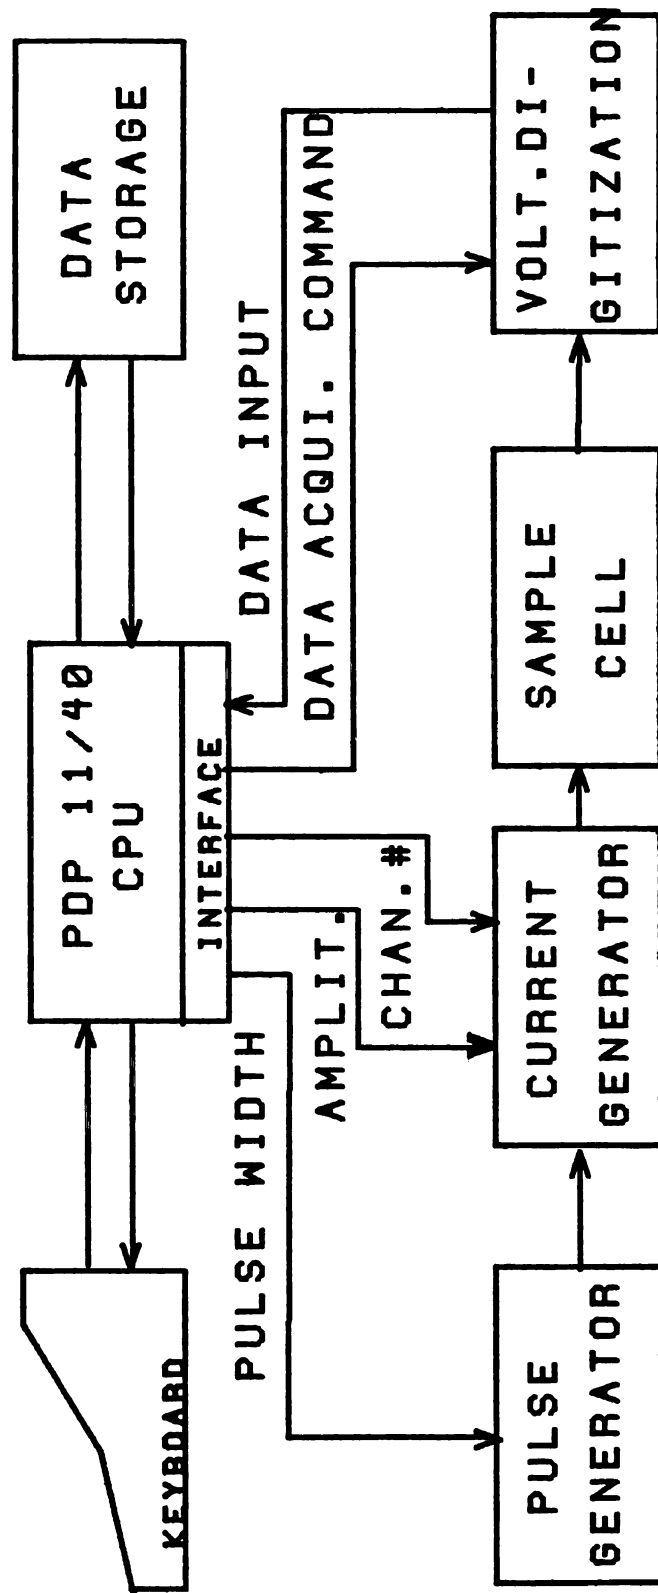 KEYBOARD
PDP 11/40
CPU
INTERFACE
DATA
STORAGE
PULSE WIDTH
AMPLIT.
CHAN.#
DATA INPUT
DATA ACQUI. COMMAND
PULSE
GENERATOR
CURRENT
GENERATOR
SAMPLE
CELL
VOLT.DI-
GITIZATION